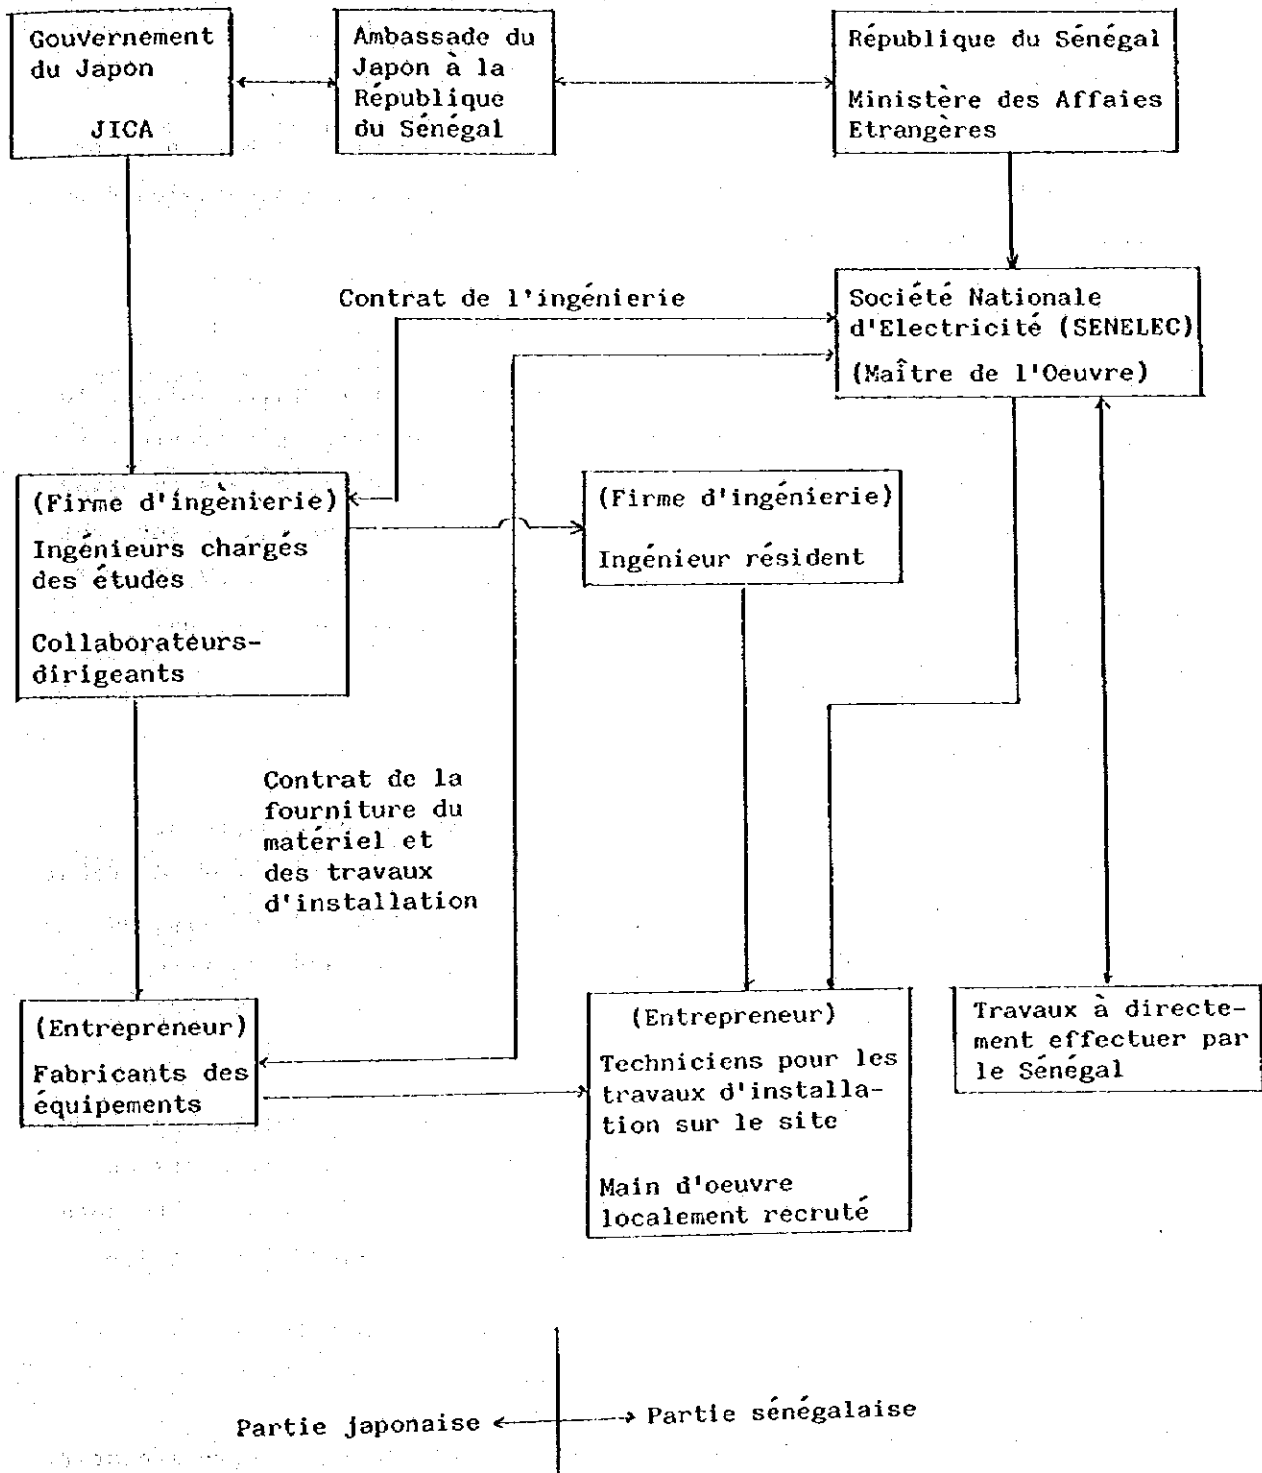 Gouvernement
du Japon
JICA
Ambassade du
Japon à la
République
du Sénégal
République du Sénégal
Ministère des Affaies
Etrangères
Contrat de l'ingénierie
Société Nationale
d'Electricité (SENELEC)
(Maître de l'Oeuvre)
(Firme d'ingènierie)
Ingénieurs chargés
des études
Collaborateurs-
dirigeants
(Firme d'ingénierie)
Ingénieur résident
Contrat de la
fourniture du
matériel et
des travaux
d'installation
(Entrepreneur)
Fabricants des
équipements
(Entrepreneur)
Techniciens pour les
travaux d'installa-
tion sur le site
Main d'oeuvre
localement recruté
Travaux à directe-
ment effectuer par
le Sénégal
Partie japonaise
Partie sénégalaise